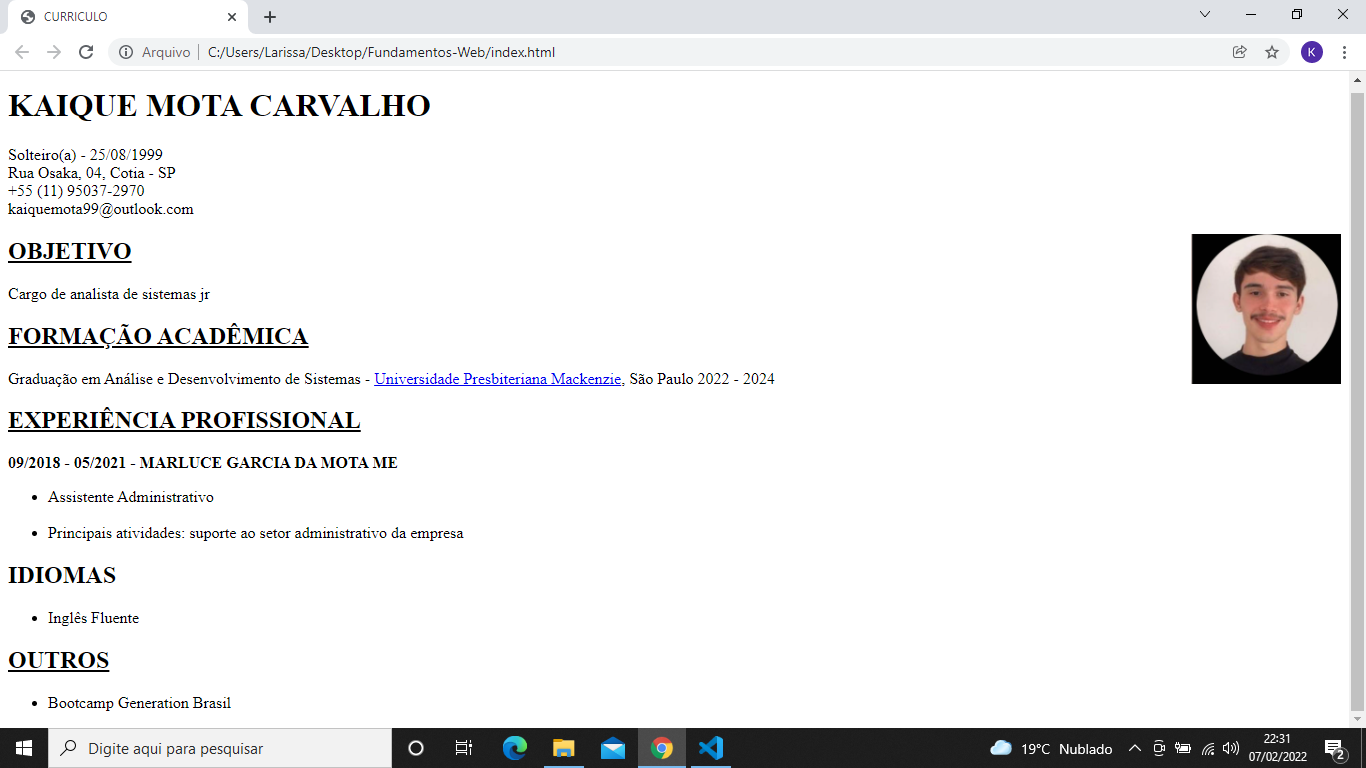 CURRICULO
Arquivo
C:/Users/Larissa/Desktop/Fundamentos-Web/index.html
K
KAIQUE MOTA CARVALHO
Solteiro(a) - 25/08/1999
Rua Osaka, 04, Cotia - SP
+55 (11) 95037-2970
kaiquemota99@outlook.com
OBJETIVO
Cargo de analista de sistemas jr
FORMAÇÃO ACADÊMICA
Graduação em Análise e Desenvolvimento de Sistemas - Universidade Presbiteriana Mackenzie, São Paulo 2022 - 2024
EXPERIÊNCIA PROFISSIONAL
09/2018 - 05/2021 - MARLUCE GARCIA DA MOTA ME
• Assistente Administrativo
• Principais atividades: suporte ao setor administrativo da empresa
IDIOMAS
• Inglês Fluente
OUTROS
• Bootcamp Generation Brasil
Digite aqui para pesquisar
19°C Nublado
22:31
07/02/2022
2